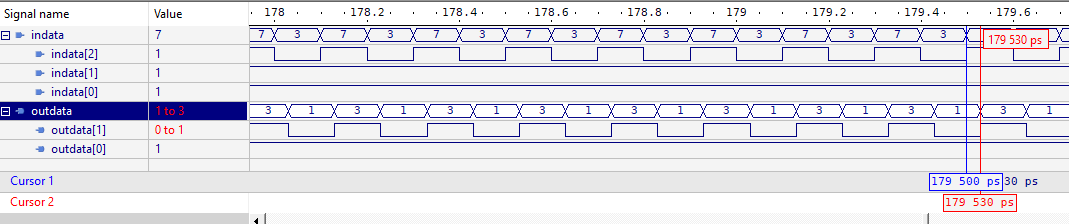 Signal name Value 178 178.2 178.4 178.6 178.8 179 179.2 179.4 179.6
indata 7 7 3 7 3 7 3 7 3 7 3 7 3 7 3 7 3
179 530 ps
indata[2] 1
indata[1] 1
indata[0] 1
outdata 1 to 3 3 1 3 1 3 1 3 1 3 1 3 1 3 1 3 1 3 1
outdata[1] 0 to 1
outdata[0] 1
Cursor 1 179 500 ps 30 ps
Cursor 2 179 530 ps